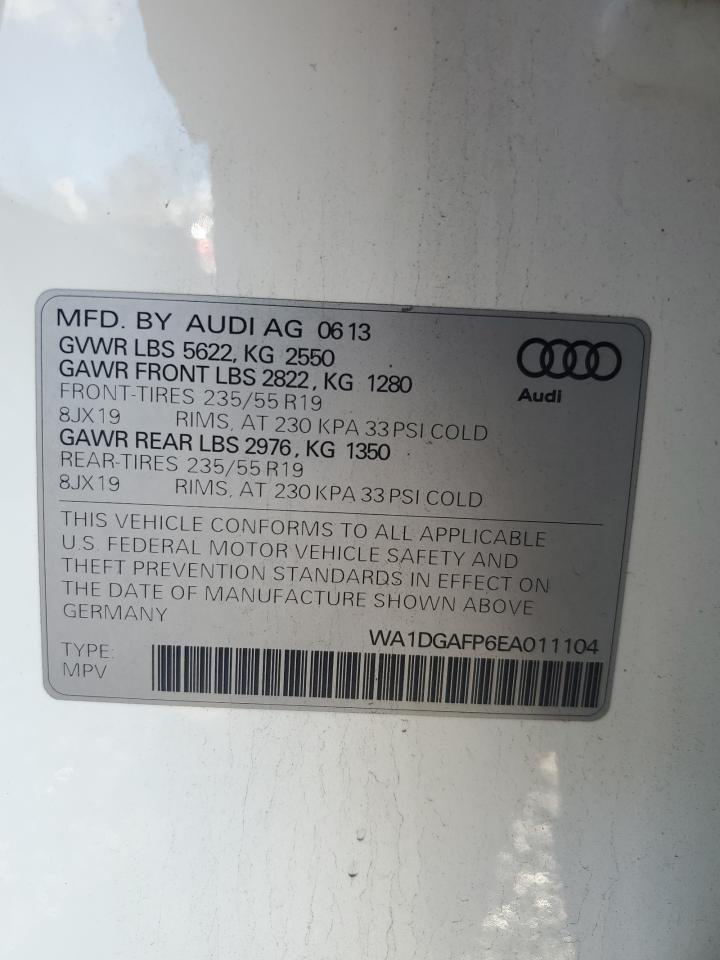 MFD. BY AUDI AG 06 13
GVWR LBS 5622, KG 2550
GAWR FRONT LBS 2822, KG 1280
FRONT-TIRES 235/55 R19
8JX19 RIMS, AT 230 KPA 33 PSI COLD
GAWR REAR LBS 2976, KG 1350
REAR-TIRES 235/55 R19
8JX19 RIMS, AT 230 KPA 33 PSI COLD
Audi
THIS VEHICLE CONFORMS TO ALL APPLICABLE
U.S. FEDERAL MOTOR VEHICLE SAFETY AND
THEFT PREVENTION STANDARDS IN EFFECT ON
THE DATE OF MANUFACTURE SHOWN ABOVE
GERMANY
WA1DGAFP6EA011104
TYPE:
MPV